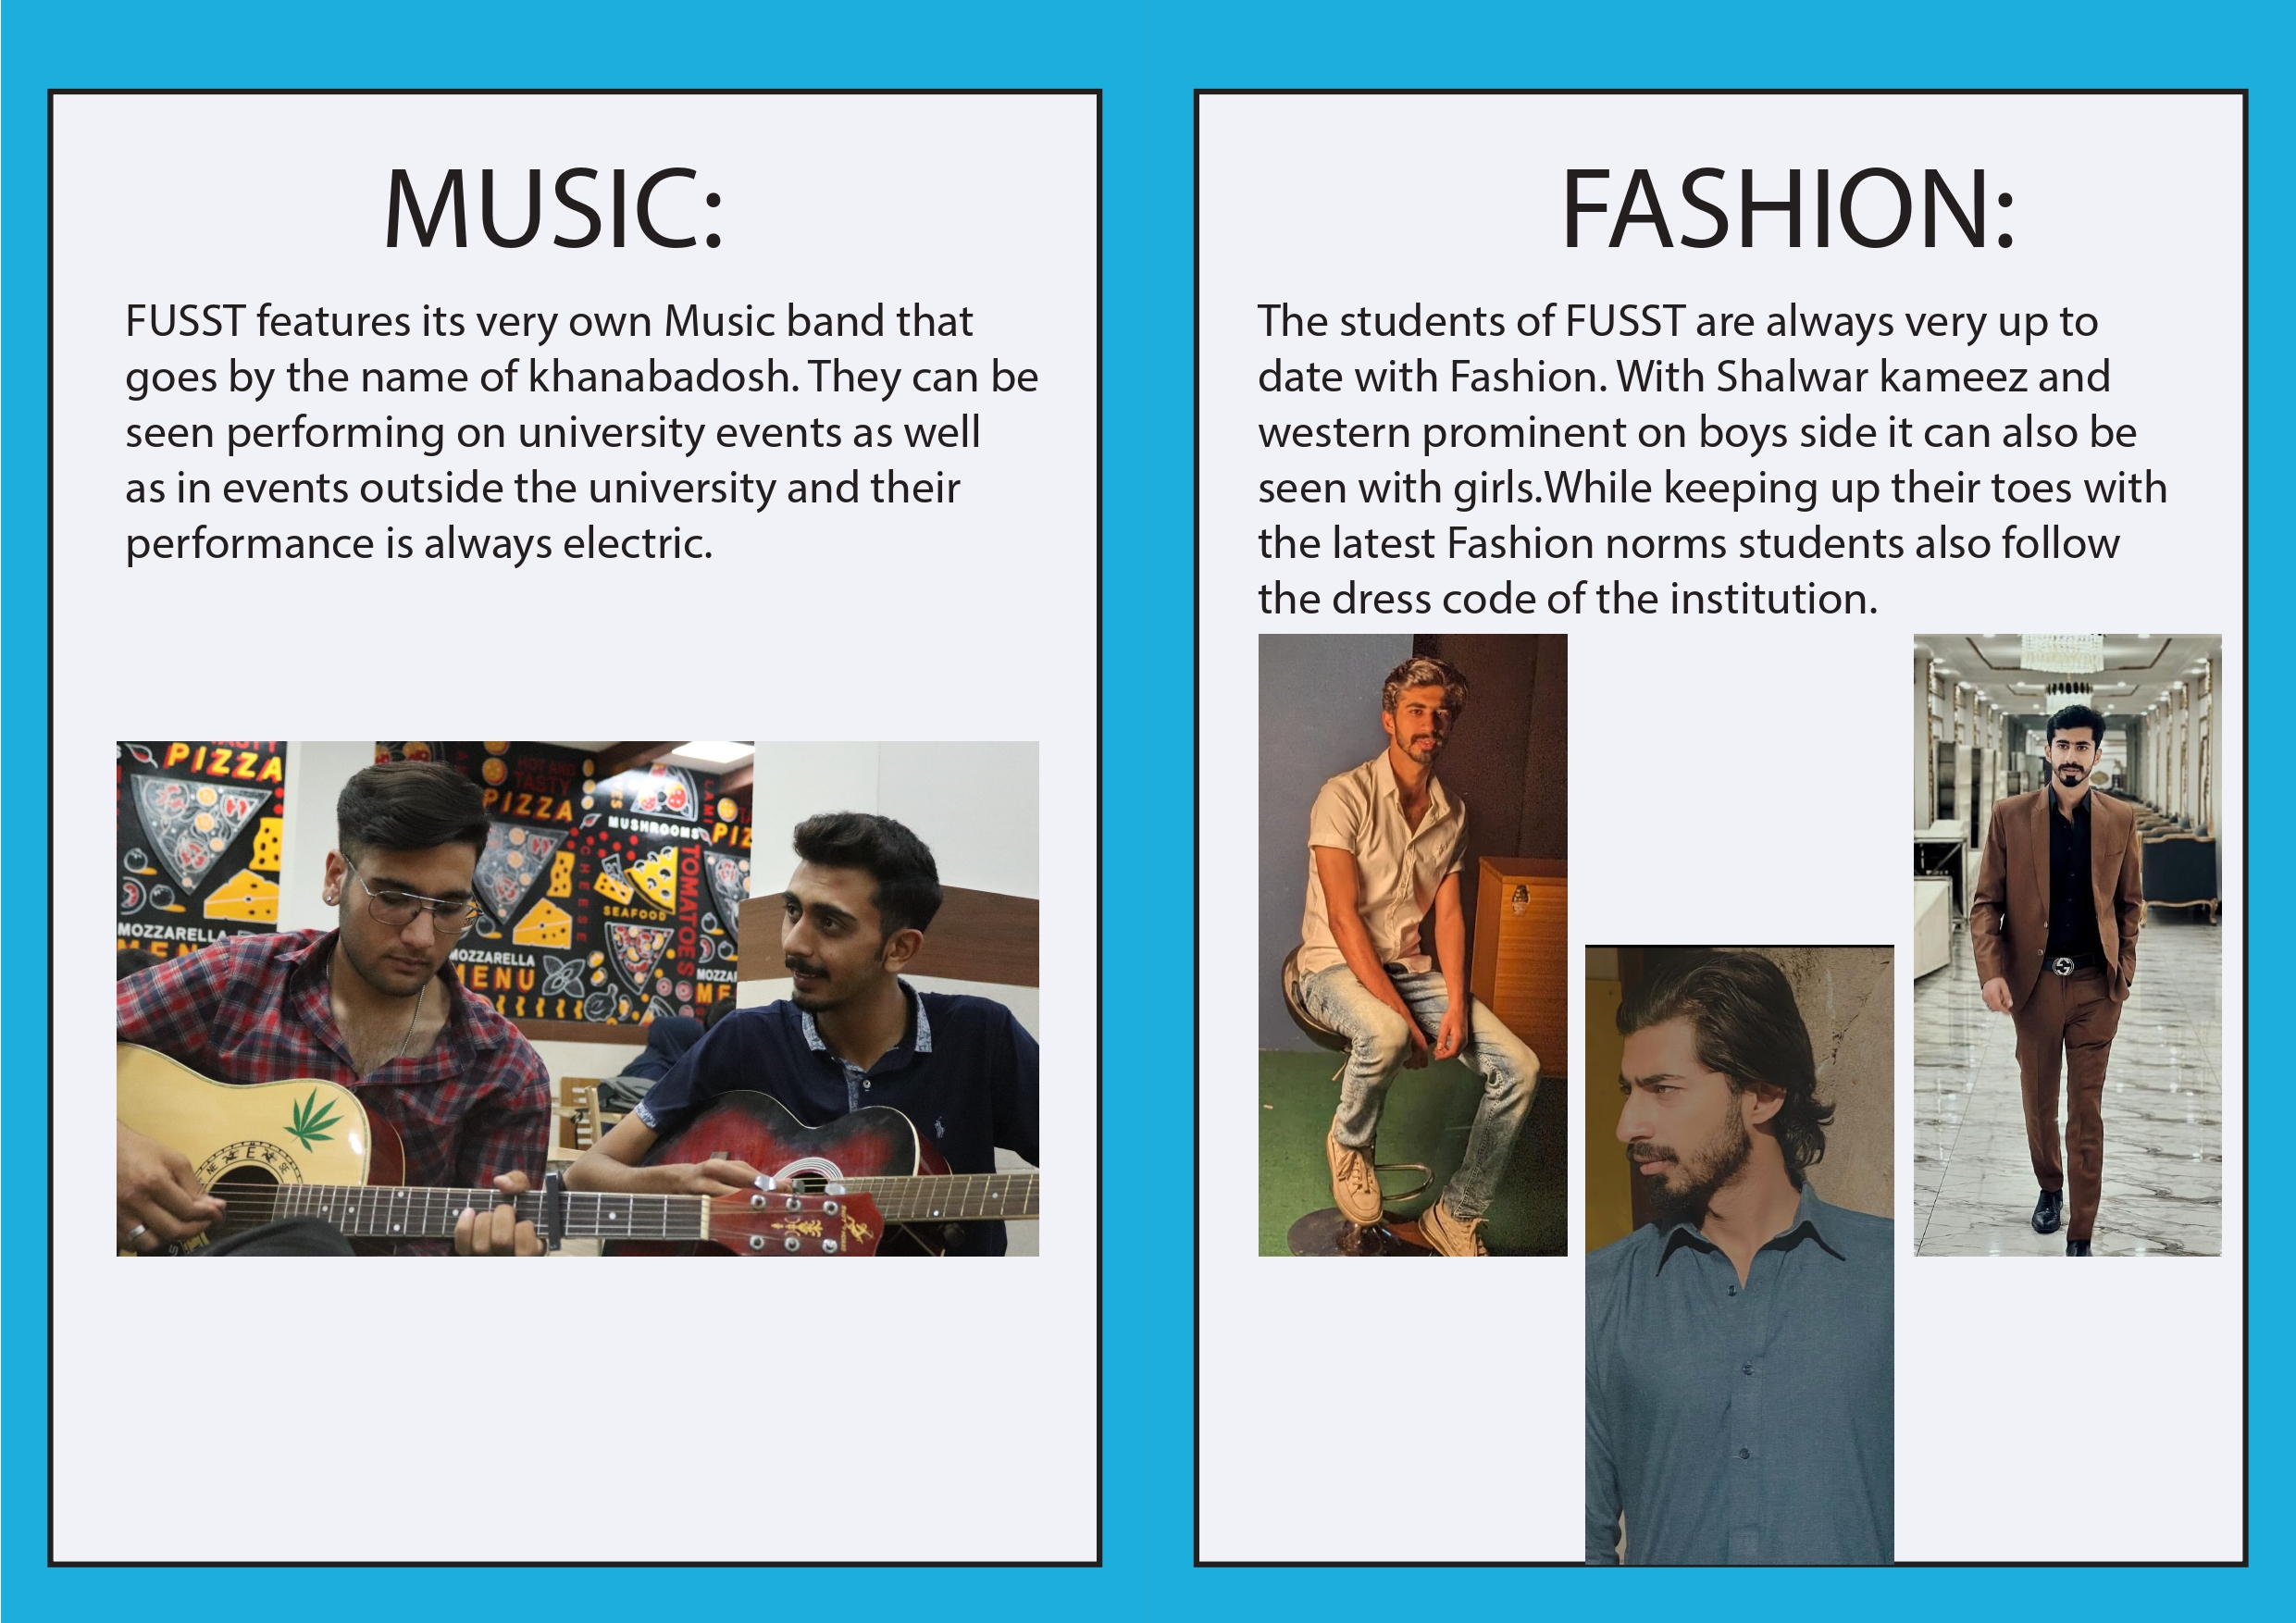 MUSIC:
FUSST features its very own Music band that
goes by the name of khanabadosh. They can be
seen performing on university events as well
as in events outside the university and their
performance is always electric.
PIZZA
MOZZARELLA
HOT AND
TASTY
PIZZA
CHEESE
MOZZARELLA
MENU
MUSHROOMS
SEAFOOD
TOMATOES
FASHION:
The students of FUSST are always very up to
date with Fashion. With Shalwar kameez and
western prominent on boys side it can also be
seen with girls.While keeping up their toes with
the latest Fashion norms students also follow
the dress code of the institution.